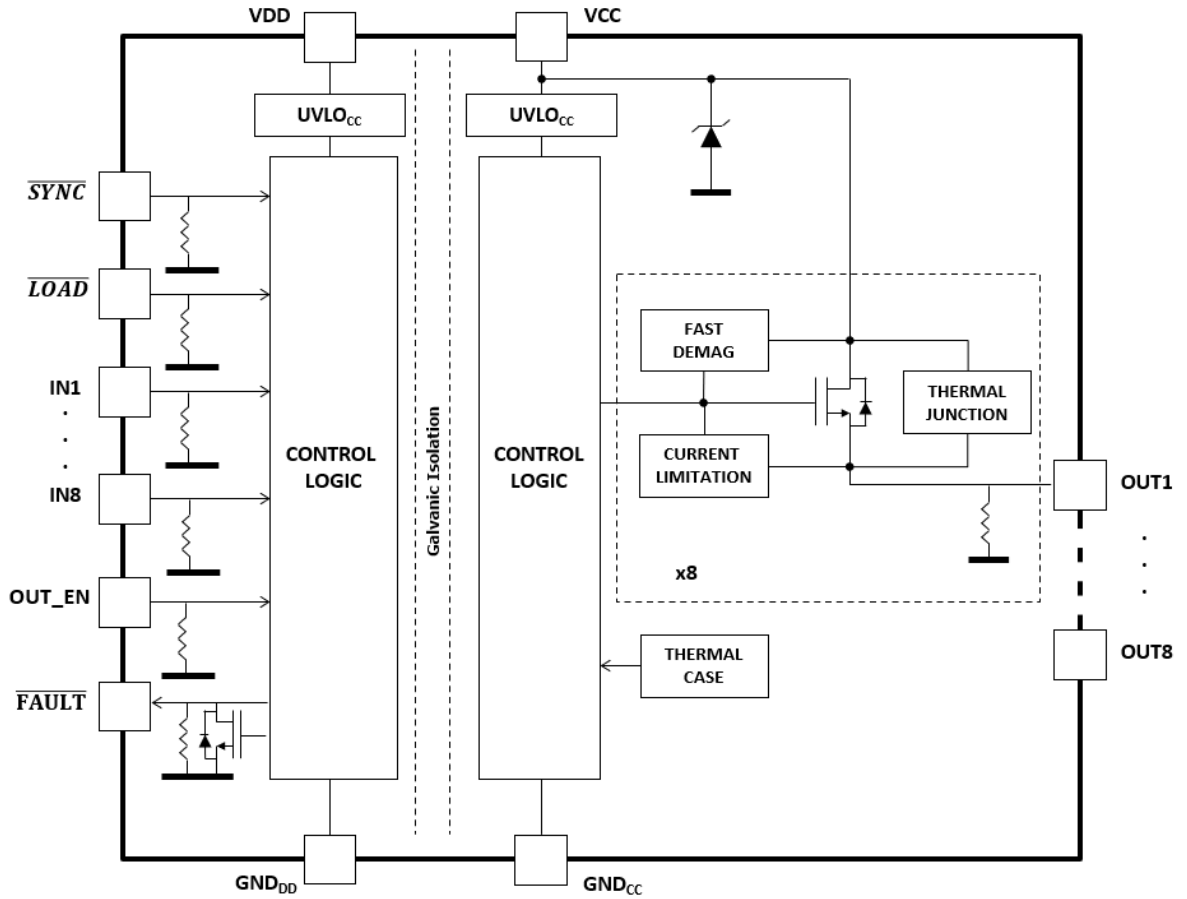 VDD
VCC
UVLOCC
UVLOCC
SYNC
LOAD
IN1
.
.
.
IN8
OUT_EN
FAULT
CONTROL
LOGIC
Galvanic Isolation
CONTROL
LOGIC
FAST
DEMAG
THERMAL
JUNCTION
CURRENT
LIMITATION
x8
THERMAL
CASE
OUT1
.
.
.
OUT8
GNDDD
GNDCC